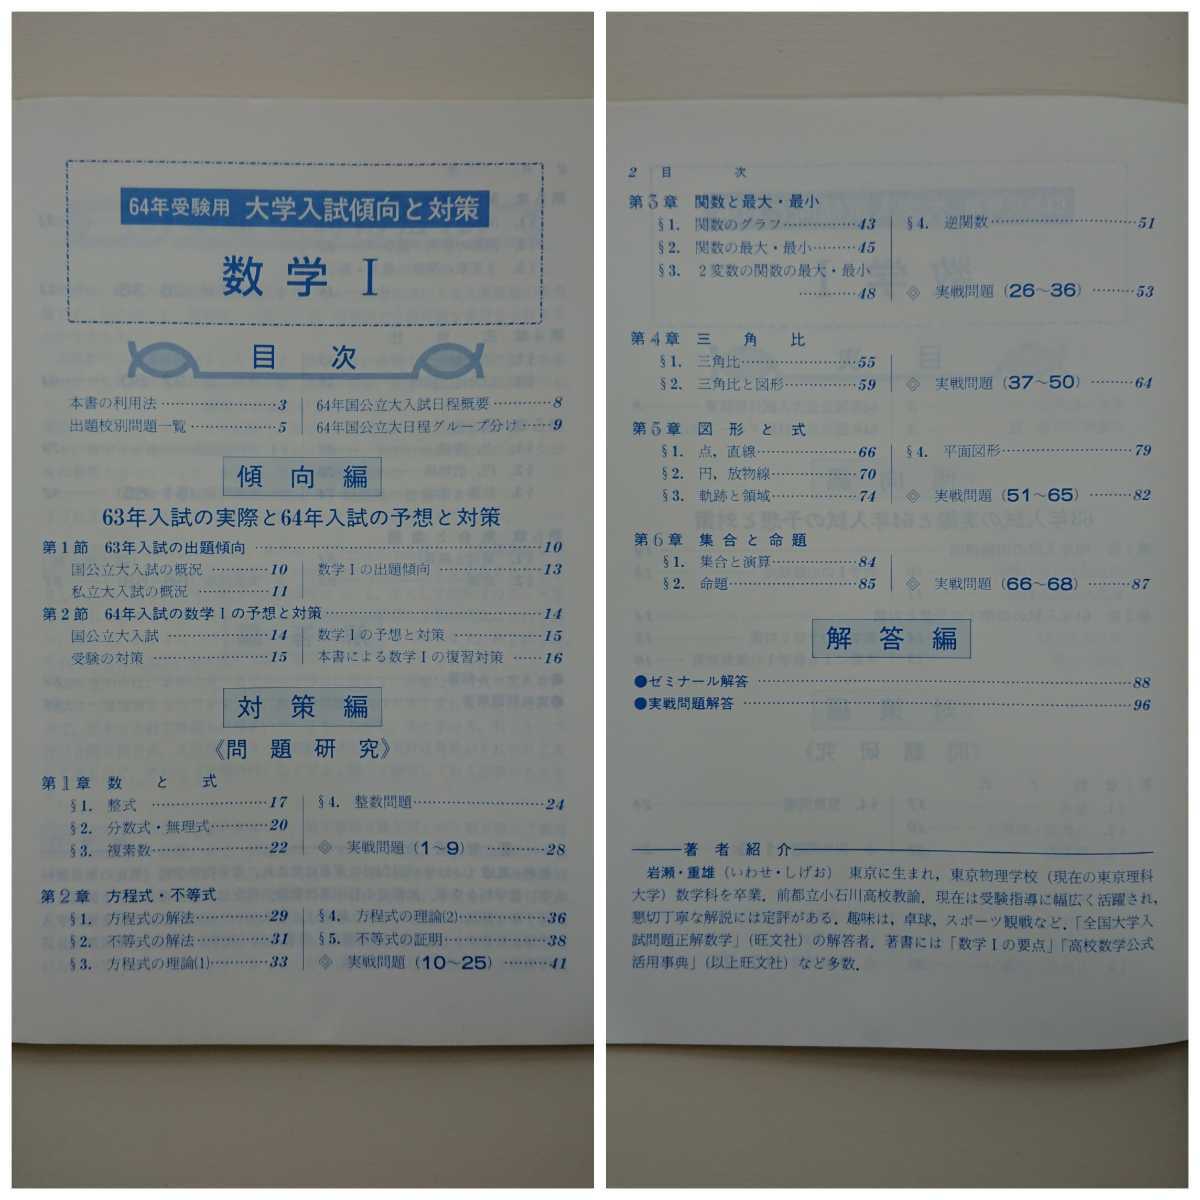 64年受験用 大学入試傾向と対策
数学Ⅰ
目次
本書の利用法 3
出題校別問題一覧 5
64年国公立大入試日程概要 8
64年国公立大日程グループ分け 9
傾向編
63年入試の実際と64年入試の予想と対策
第1節 63年入試の出題傾向 10
国公立大入試の概況 10
私立大入試の概況 11
数学Ⅰの出題傾向 13
第2節 64年入試の数学Ⅰの予想と対策 14
国公立大入試 14
受験の対策 15
数学Ⅰの予想と対策 15
本書による数学Ⅰの復習対策 16
対策編
《問題研究》
第1章 数と式
§1. 整式 17
§2. 分数式・無理式 20
§3. 複素数 22
§4. 整数問題 24
◈ 実戦問題(1〜9) 28
第2章 方程式・不等式
§1. 方程式の解法 29
§2. 不等式の解法 31
§3. 方程式の理論(1) 33
§4. 方程式の理論(2) 36
§5. 不等式の証明 38
◈ 実戦問題(10〜25) 41
2 目次
第3章 関数と最大・最小
§1. 関数のグラフ 43
§2. 関数の最大・最小 45
§3. 2変数の関数の最大・最小
48
§4. 逆関数 51
◈ 実戦問題(26〜36) 53
第4章 三角比
§1. 三角比 55
§2. 三角比と図形 59
◈ 実戦問題(37〜50) 64
第5章 図形と式
§1. 点，直線 66
§2. 円，放物線 70
§3. 軌跡と領域 74
§4. 平面図形 79
◈ 実戦問題(51〜65) 82
第6章 集合と命題
§1. 集合と演算 84
§2. 命題 85
◈ 実戦問題(66〜68) 87
解答編
●ゼミナール解答 88
●実戦問題解答 96
著者紹介
岩瀬・重雄（いわせ・しげお） 東京に生まれ，東京物理学校（現在の東京理科
大学）数学科を卒業．前都立小石川高校教諭．現在は受験指導に幅広く活躍され，
懇切丁寧な解説には定評がある．趣味は，卓球，スポーツ観戦など．「全国大学入
試問題正解数学」（旺文社）の解答者．著書には「数学Ⅰの要点」「高校数学公式
活用事典」（以上旺文社）など多数．